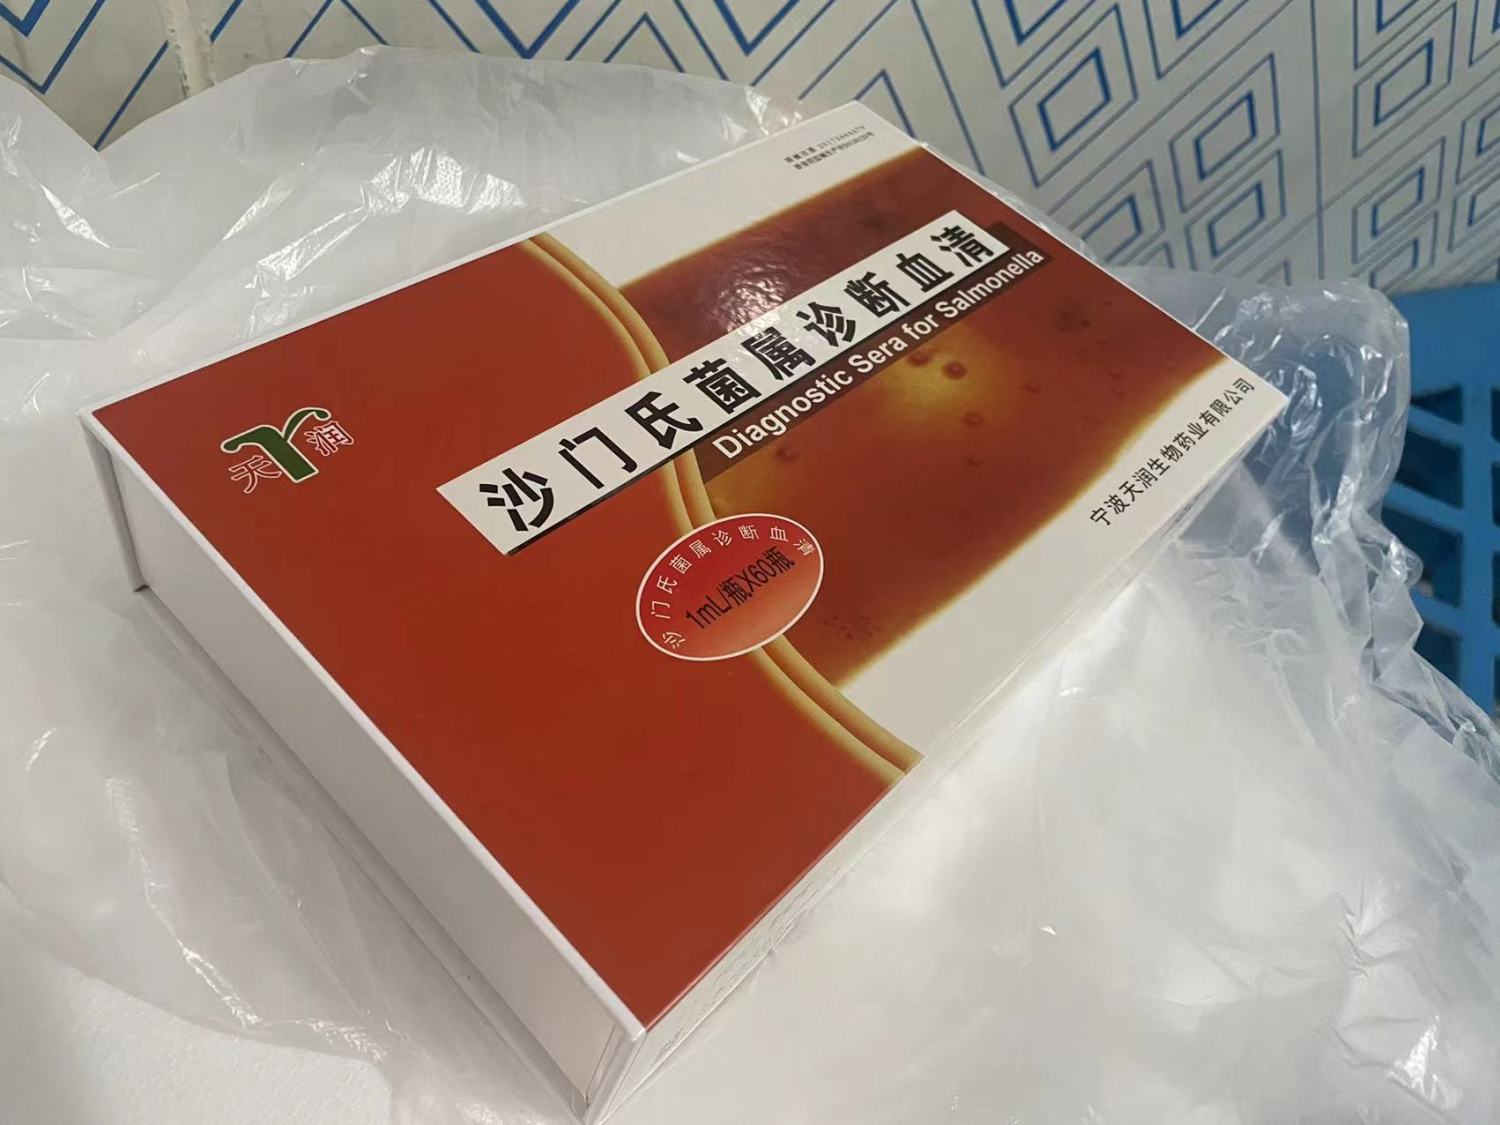 天润
沙门氏菌属诊断血清
Diagnostic Sera for Salmonella
沙门氏菌属诊断血清
1mL/瓶X60瓶
宁波天润生物药业有限公司